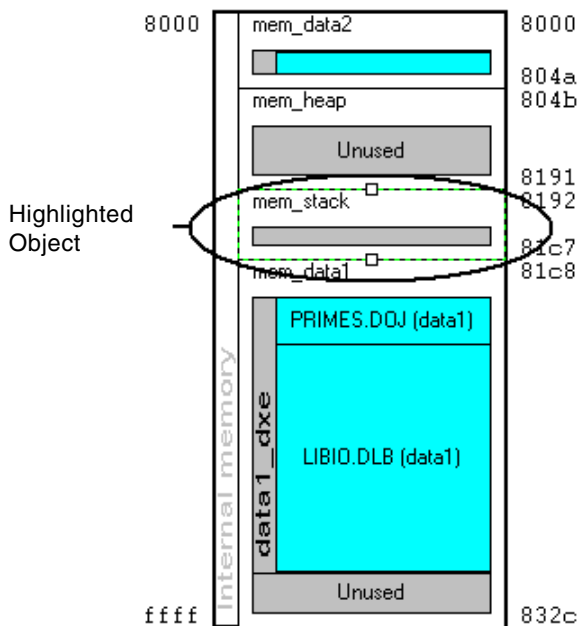 8000 mem_data2 8000
804a
mem_heap 804b
Unused
8191
mem_stack 8192
Highlighted
Object
81c7
mem_data1 81c8
PRIMES.DOJ (data1)
Internal memory
data1_dxe
LIBIO.DLB (data1)
Unused
ffff 832c